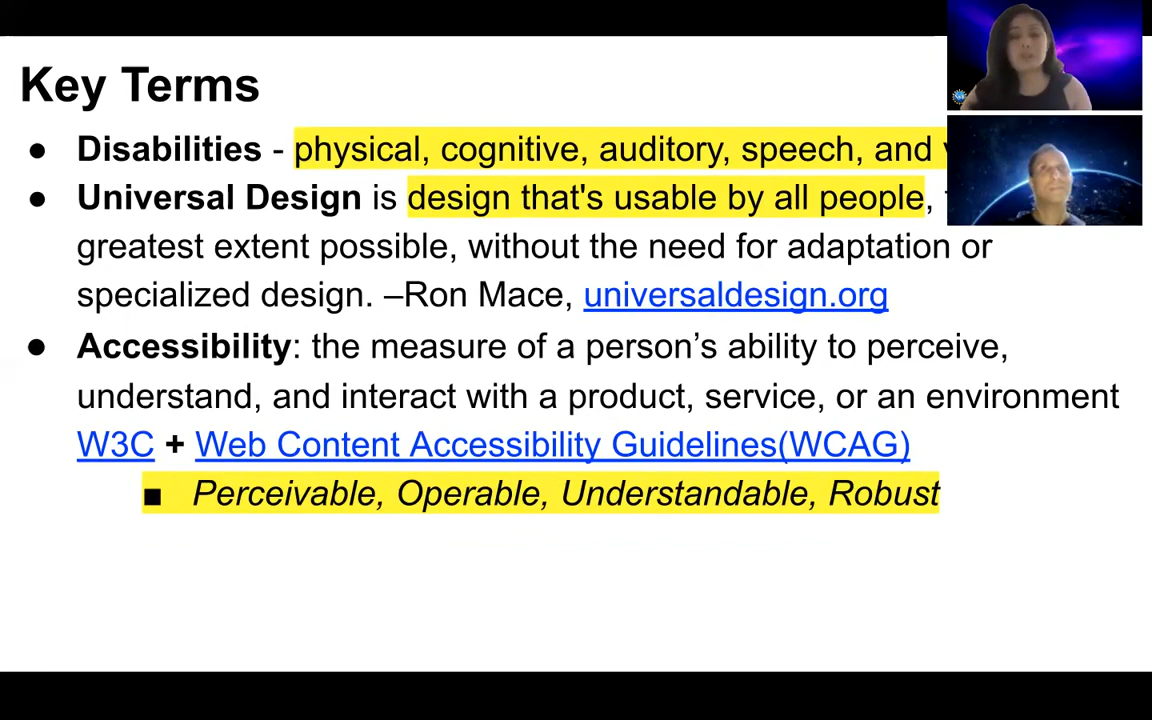 Key Terms
● Disabilities - physical, cognitive, auditory, speech, and
● Universal Design is design that's usable by all people,
greatest extent possible, without the need for adaptation or
specialized design. –Ron Mace, universaldesign.org
● Accessibility: the measure of a person’s ability to perceive,
understand, and interact with a product, service, or an environment
W3C + Web Content Accessibility Guidelines(WCAG)
■ Perceivable, Operable, Understandable, Robust